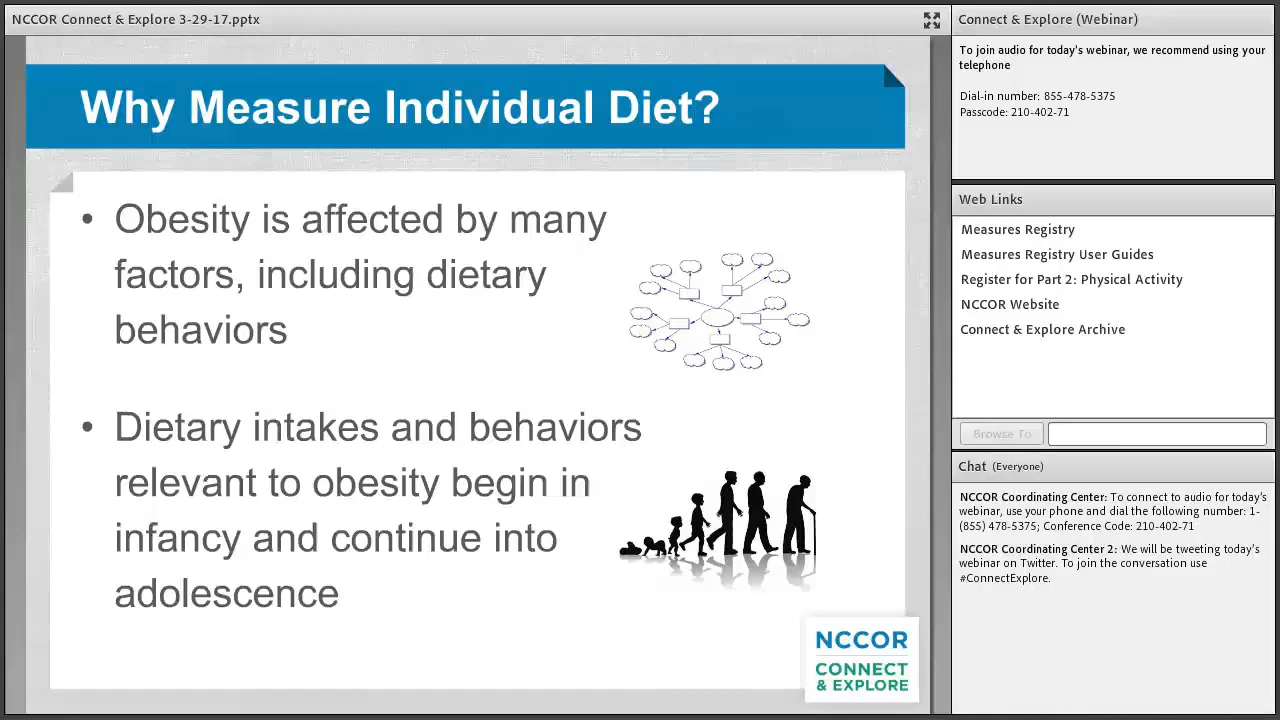 NCCOR Connect & Explore 3-29-17.pptx
Why Measure Individual Diet?
• Obesity is affected by many
factors, including dietary
behaviors
• Dietary intakes and behaviors
relevant to obesity begin in
infancy and continue into
adolescence
NCCOR
CONNECT
& EXPLORE
Connect & Explore (Webinar)
To join audio for today's webinar, we recommend using your
telephone
Dial-in number: 855-478-5375
Passcode: 210-402-71
Web Links
Measures Registry
Measures Registry User Guides
Register for Part 2: Physical Activity
NCCOR Website
Connect & Explore Archive
Browse To
Chat (Everyone)
NCCOR Coordinating Center: To connect to audio for today's
webinar, use your phone and dial the following number: 1-
(855) 478-5375; Conference Code: 210-402-71
NCCOR Coordinating Center 2: We will be tweeting today's
webinar on Twitter. To join the conversation use
#ConnectExplore.